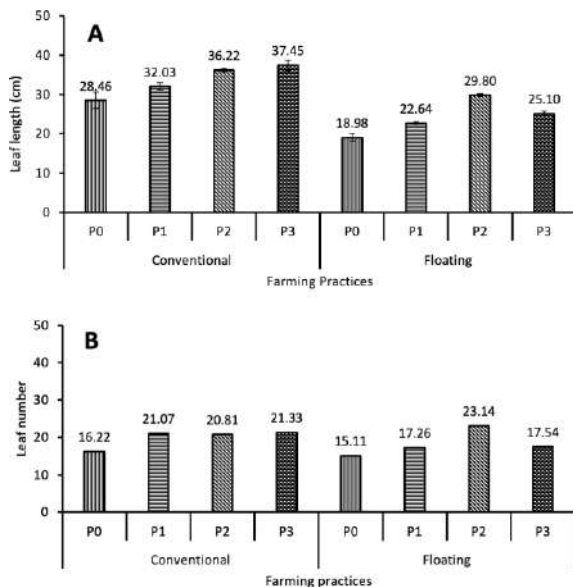 A
Leaf length (cm)
50
40
30
20
10
0
28.46
32.03
36.22
37.45
18.98
22.64
29.80
25.10
P0 P1 P2 P3 P0 P1 P2 P3
Conventional Floating
Farming Practices
B
Leaf number
50
40
30
20
10
0
16.22
21.07
20.81
21.33
15.11
17.26
23.14
17.54
P0 P1 P2 P3 P0 P1 P2 P3
Conventional Floating
Farming practices